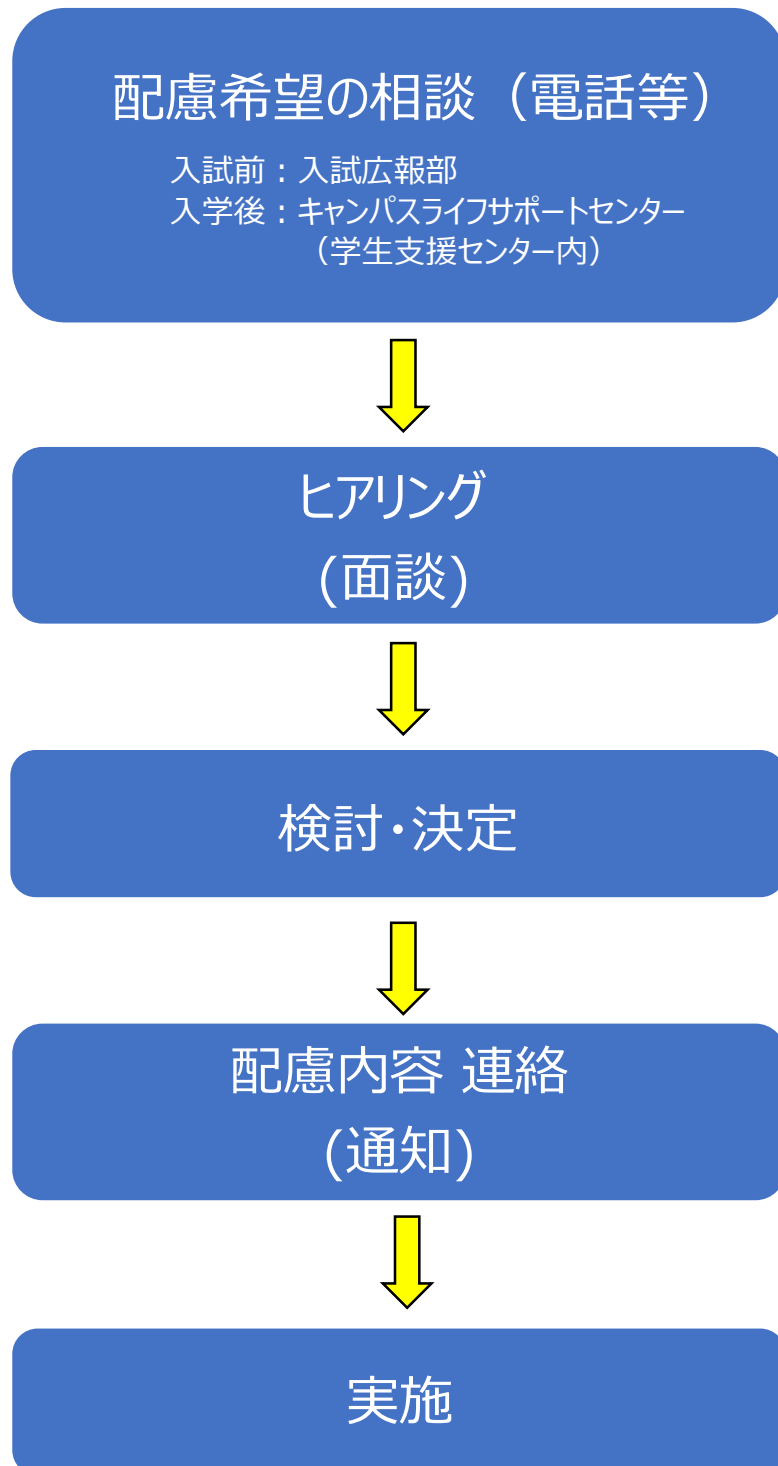 配慮希望の相談（電話等）
入試前：入試広報部
入学後：キャンパスライフサポートセンター
（学生支援センター内）
ヒアリング
(面談)
検討・決定
配慮内容 連絡
(通知)
実施